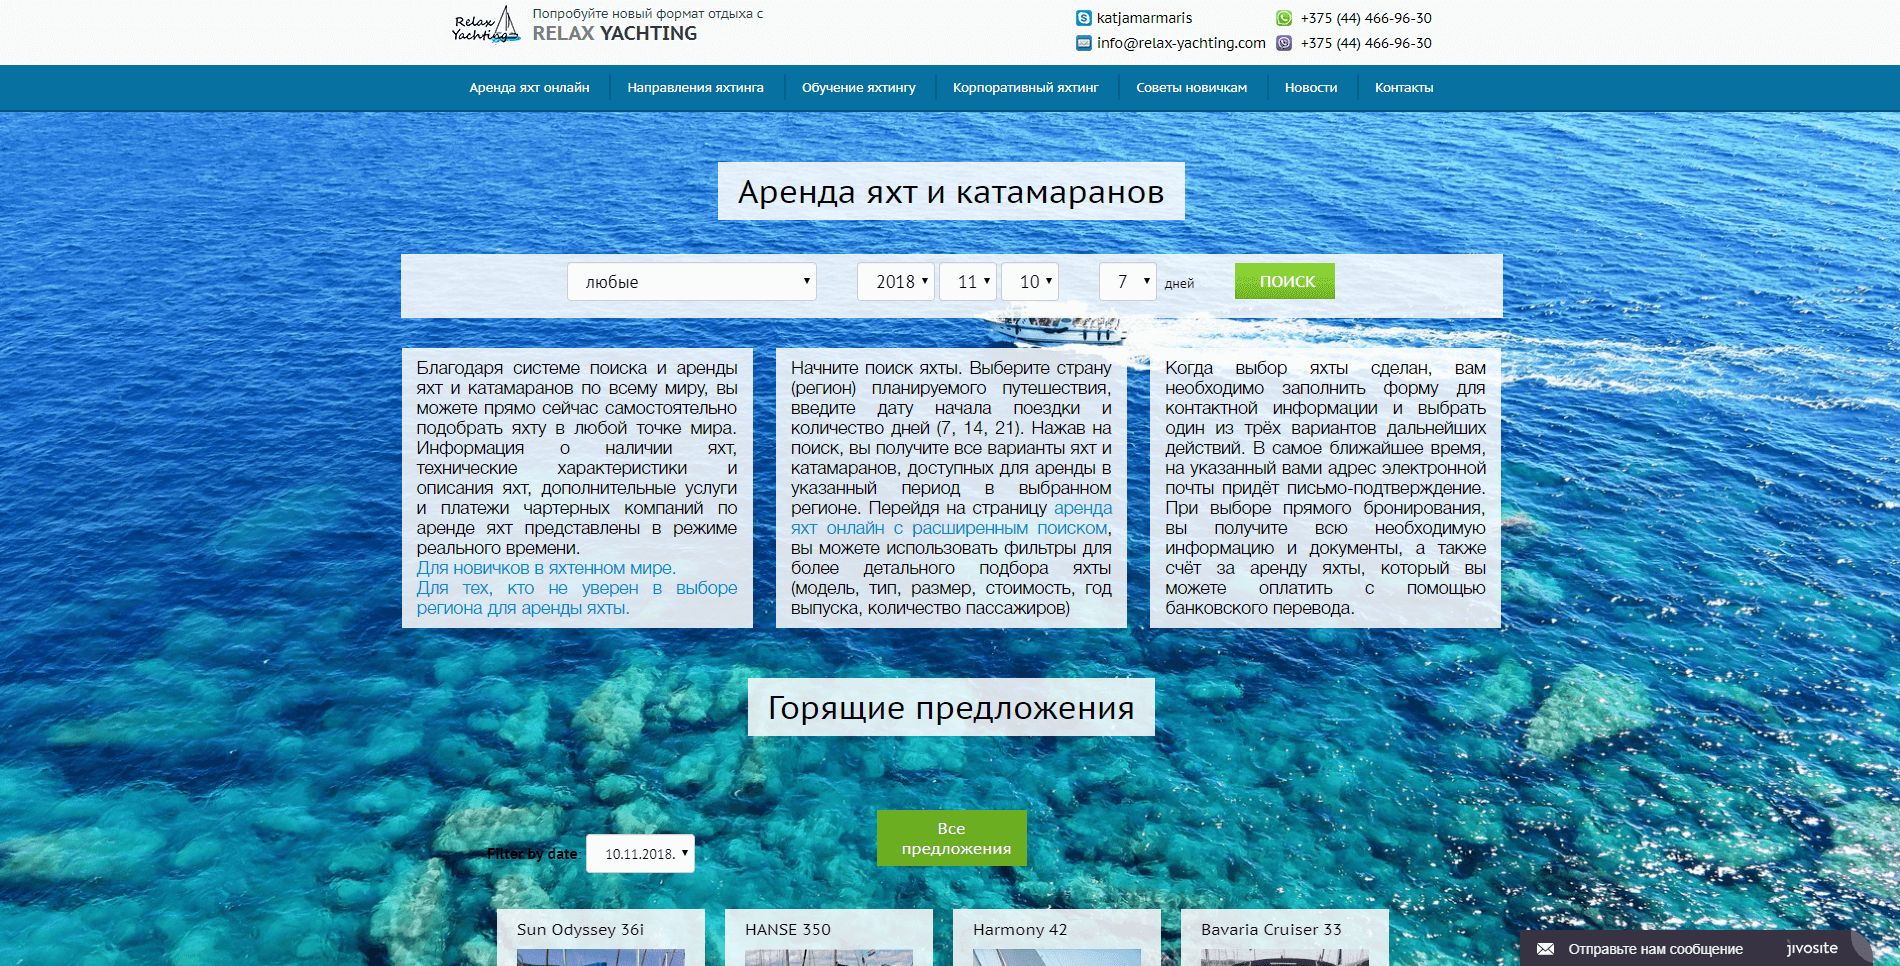 Relax
Yachting
Попробуйте новый формат отдыха с
RELAX YACHTING
katjamarmaris
+375 (44) 466-96-30
info@relax-yachting.com
+375 (44) 466-96-30
Аренда яхт онлайн
Направления яхтинга
Обучение яхтингу
Корпоративный яхтинг
Советы новичкам
Новости
Контакты
Аренда яхт и катамаранов
любые
2018
11
10
7
дней
ПОИСК
Благодаря системе поиска и аренды
яхт и катамаранов по всему миру, вы
можете прямо сейчас самостоятельно
подобрать яхту в любой точке мира.
Информация о наличии яхт,
технические характеристики и
описания яхт, дополнительные услуги
и платежи чартерных компаний по
аренде яхт представлены в режиме
реального времени.
Для новичков в яхтенном мире.
Для тех, кто не уверен в выборе
региона для аренды яхты.
Начните поиск яхты. Выберите страну
(регион) планируемого путешествия,
введите дату начала поездки и
количество дней (7, 14, 21). Нажав на
поиск, вы получите все варианты яхт и
катамаранов, доступных для аренды в
указанный период в выбранном
регионе. Перейдя на страницу аренда
яхт онлайн с расширенным поиском,
вы можете использовать фильтры для
более детального подбора яхты
(модель, тип, размер, стоимость, год
выпуска, количество пассажиров)
Когда выбор яхты сделан, вам
необходимо заполнить форму для
контактной информации и выбрать
один из трёх вариантов дальнейших
действий. В самое ближайшее время,
на указанный вами адрес электронной
почты придёт письмо-подтверждение.
При выборе прямого бронирования,
вы получите всю необходимую
информацию и документы, а также
счёт за аренду яхты, который вы
можете оплатить с помощью
банковского перевода.
Горящие предложения
Все
предложения
Filter by date:
10.11.2018.
Sun Odyssey 36i
HANSE 350
Harmony 42
Bavaria Cruiser 33
Отправьте нам сообщение
jivosite